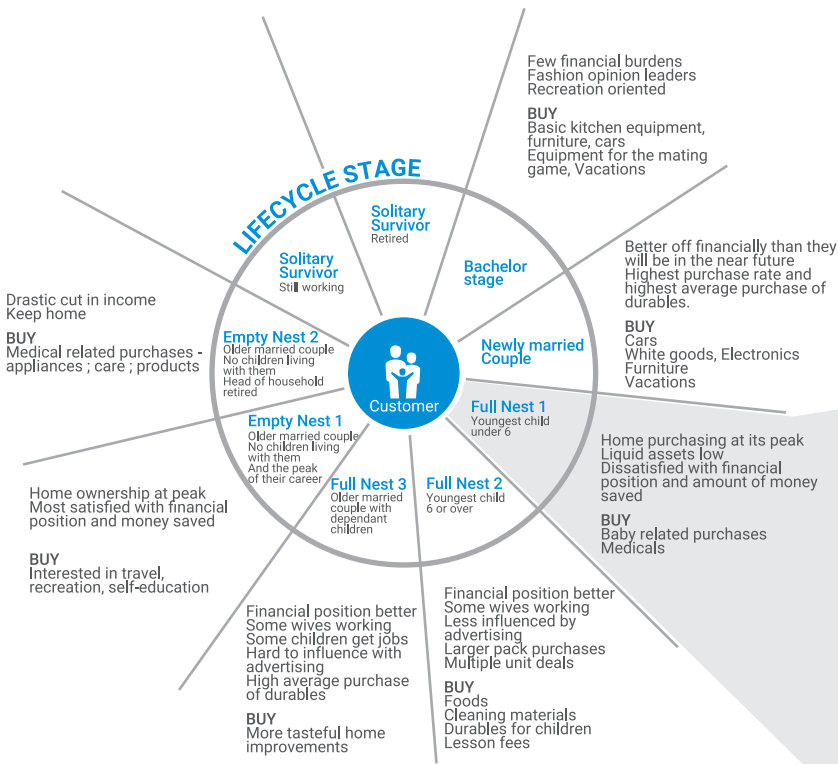 LIFECYCLE STAGE
Customer
Solitary
Survivor
Retired
Bachelor
stage
Few financial burdens
Fashion opinion leaders
Recreation oriented
BUY
Basic kitchen equipment,
furniture, cars
Equipment for the mating
game, Vacations
Newly married
Couple
Better off financially than they
will be in the near future
Highest purchase rate and
highest average purchase of
durables.
BUY
Cars
White goods, Electronics
Furniture
Vacations
Full Nest 1
Youngest child
under 6
Home purchasing at its peak
Liquid assets low
Dissatisfied with financial
position and amount of money
saved
BUY
Baby related purchases
Medicals
Full Nest 2
Youngest child
6 or over
Financial position better
Some wives working
Less influenced by
advertising
Larger pack purchases
Multiple unit deals
BUY
Foods
Cleaning materials
Durables for children
Lesson fees
Full Nest 3
Older married
couple with
dependant
children
Financial position better
Some wives working
Some children get jobs
Hard to influence with
advertising
High average purchase
of durables
BUY
More tasteful home
improvements
Empty Nest 1
Older married couple
No children living
with them
And the peak
of their career
Home ownership at peak
Most satisfied with financial
position and money saved
BUY
Interested in travel,
recreation, self-education
Empty Nest 2
Older married couple
No children living
with them
Head of household
retired
Drastic cut in income
Keep home
BUY
Medical related purchases -
appliances ; care ; products
Solitary
Survivor
Still working